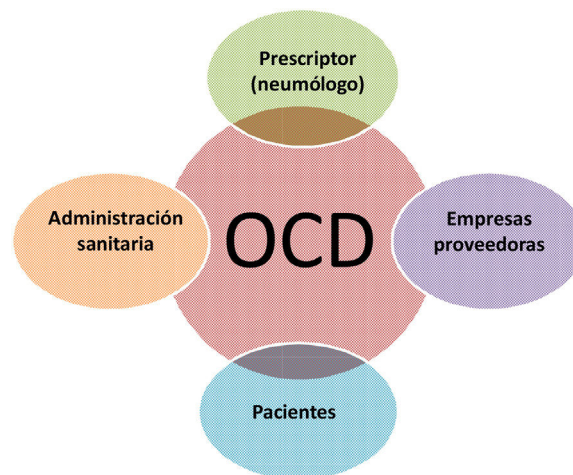 Prescriptor
(neumólogo)
Administración
sanitaria
OCD
Empresas
proveedoras
Pacientes